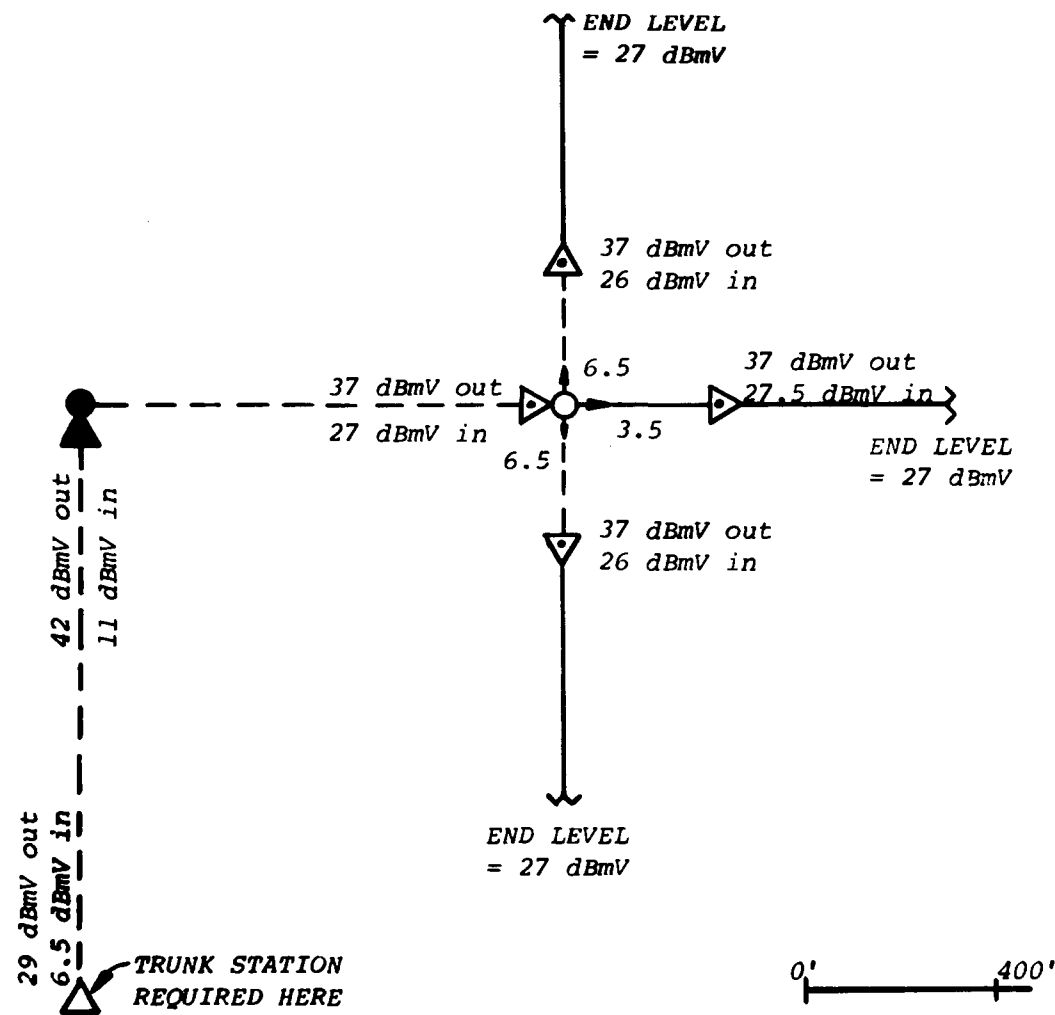 END LEVEL
= 27 dBmV
37 dBmV out
26 dBmV in
6.5
37 dBmV out
27 dBmV in
37 dBmV out
27.5 dBmV in
3.5
6.5
END LEVEL
= 27 dBmV
37 dBmV out
26 dBmV in
42 dBmV out
11 dBmV in
END LEVEL
= 27 dBmV
29 dBmV out
6.5 dBmV in
TRUNK STATION
REQUIRED HERE
0' 400'